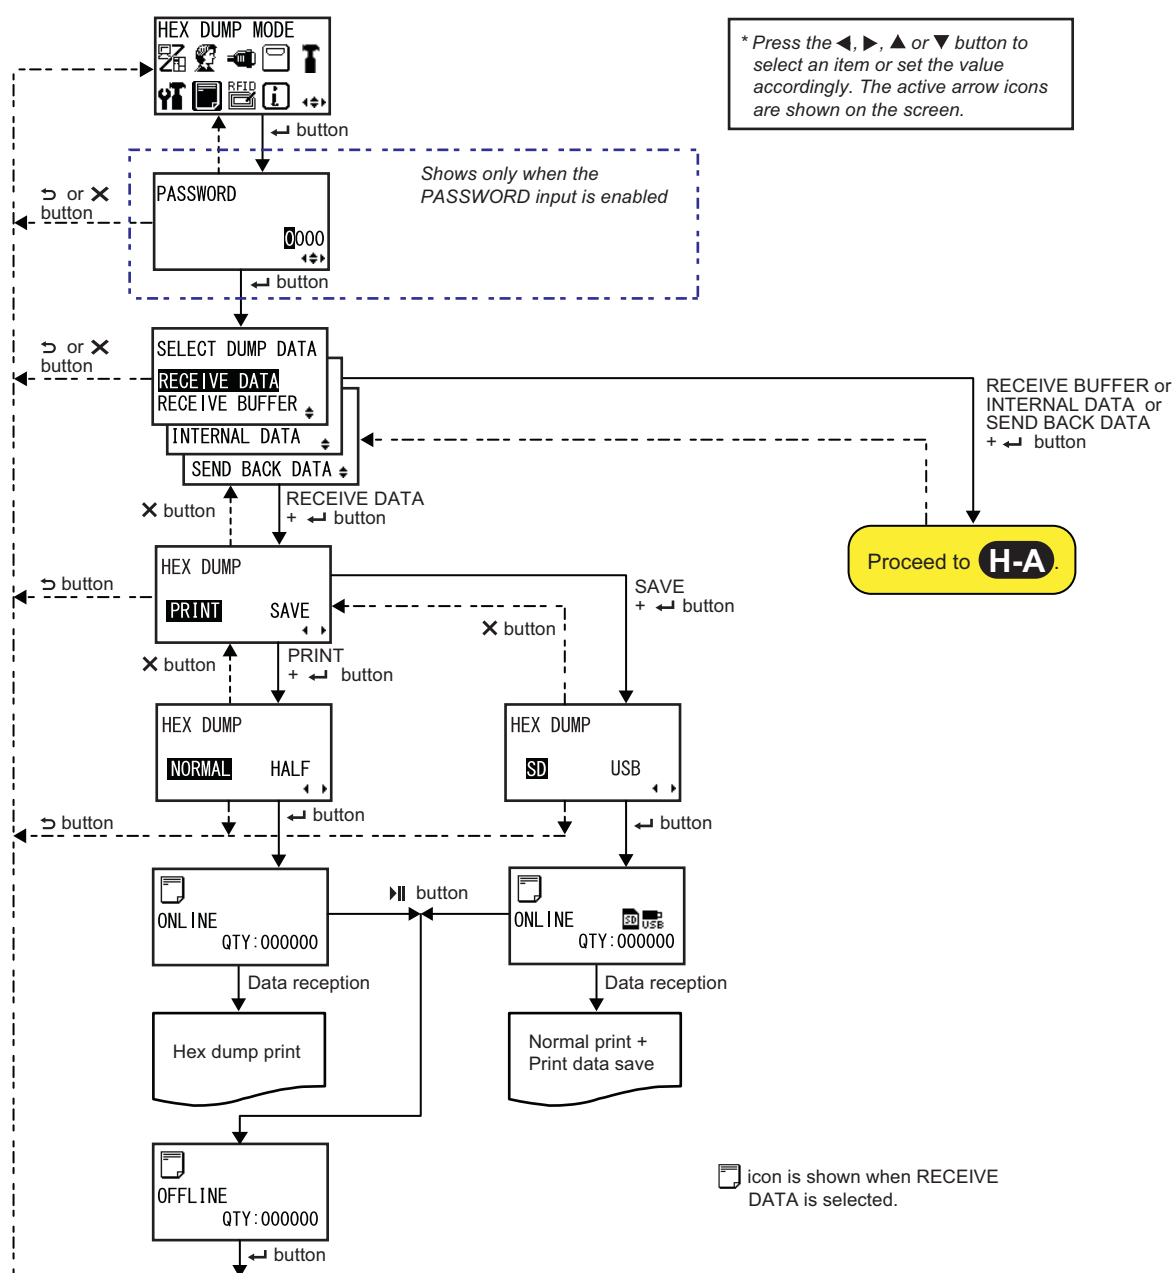 HEX DUMP MODE
RFID
* Press the ◀, ▶, ▲ or ▼ button to
select an item or set the value
accordingly. The active arrow icons
are shown on the screen.
↵ button
Shows only when the
PASSWORD input is enabled
PASSWORD
0000
⮌ or ✕
button
↵ button
SELECT DUMP DATA
RECEIVE DATA
RECEIVE BUFFER
INTERNAL DATA
SEND BACK DATA
⮌ or ✕
button
RECEIVE BUFFER or
INTERNAL DATA or
SEND BACK DATA
+ ↵ button
✕ button
RECEIVE DATA
+ ↵ button
Proceed to H-A.
HEX DUMP
PRINT SAVE
⮌ button
SAVE
+ ↵ button
✕ button
✕ button
PRINT
+ ↵ button
HEX DUMP
NORMAL HALF
HEX DUMP
SD USB
⮌ button
↵ button
↵ button
ONLINE
QTY:000000
▶|| button
ONLINE
SD USB
QTY:000000
Data reception
Data reception
Hex dump print
Normal print +
Print data save
OFFLINE
QTY:000000
icon is shown when RECEIVE
DATA is selected.
↵ button